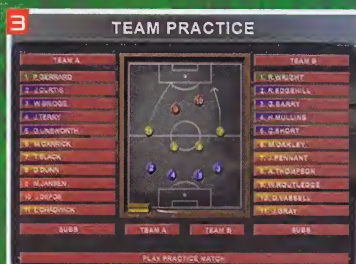 3
TEAM PRACTICE
TEAM A
1 P.GERRARD
2 J.CURTIS
3 W.BRIDGE
4 J.TERRY
5 D.UNSWORTH
6 M.CARRICK
7 T.BLACK
8 D.DUNN
9 M.JANSEN
10 J.DEFOE
11 L.CHADWICK
SUBS
TEAM A
TEAM B
TEAM B
1 R.WRIGHT
2 R.EDGHILL
3 G.BARRY
4 H.MULLINS
5 C.SHORT
6 M.OAKLEY
7 J.PENNANT
8 A.THOMPSON
9 W.ROUTLEDGE
10 D.VASSELL
11 J.GRAY
SUBS
PLAY PRACTICE MATCH